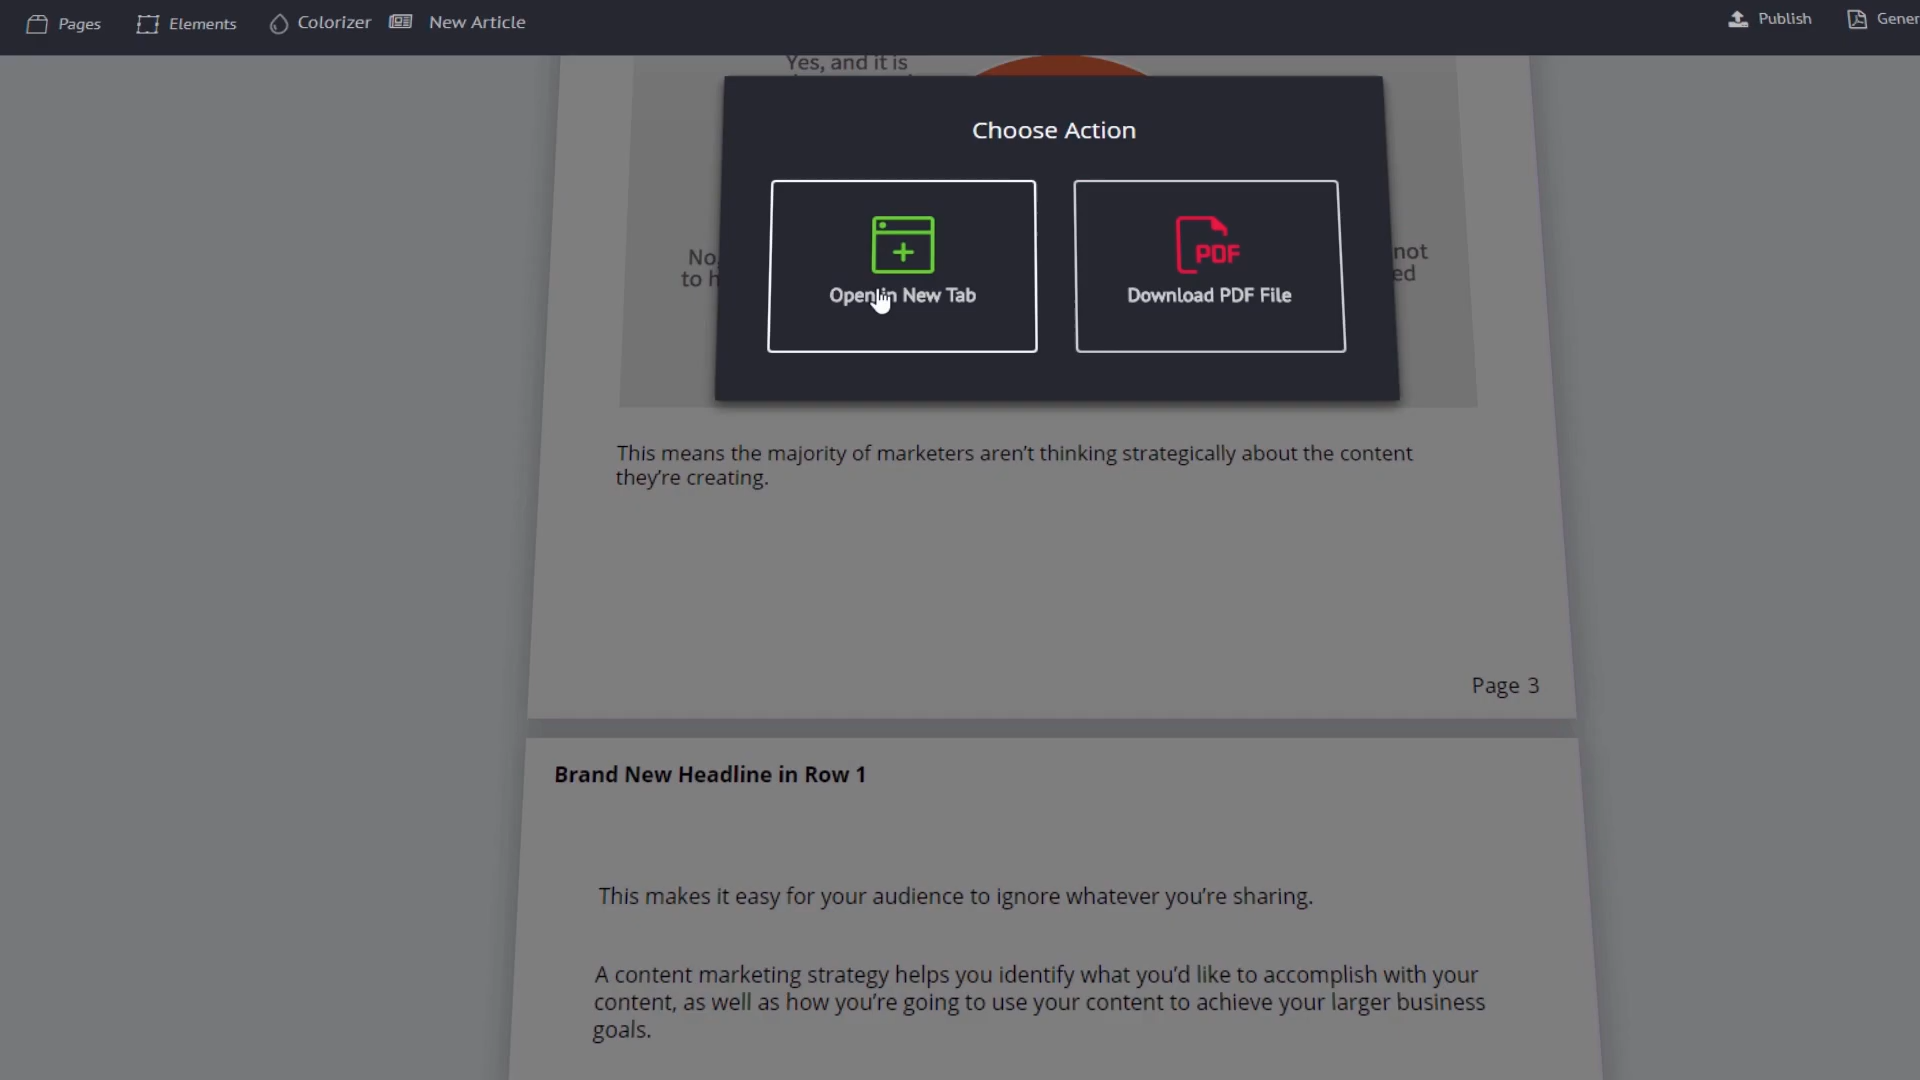 Pages Elements Colorizer New Article Publish Gener
Yes, and it is
Choose Action
No,
to h
not
ed
Open in New Tab
Download PDF File
This means the majority of marketers aren't thinking strategically about the content
they're creating.
Page 3
Brand New Headline in Row 1
This makes it easy for your audience to ignore whatever you're sharing.
A content marketing strategy helps you identify what you'd like to accomplish with your
content, as well as how you're going to use your content to achieve your larger business
goals.